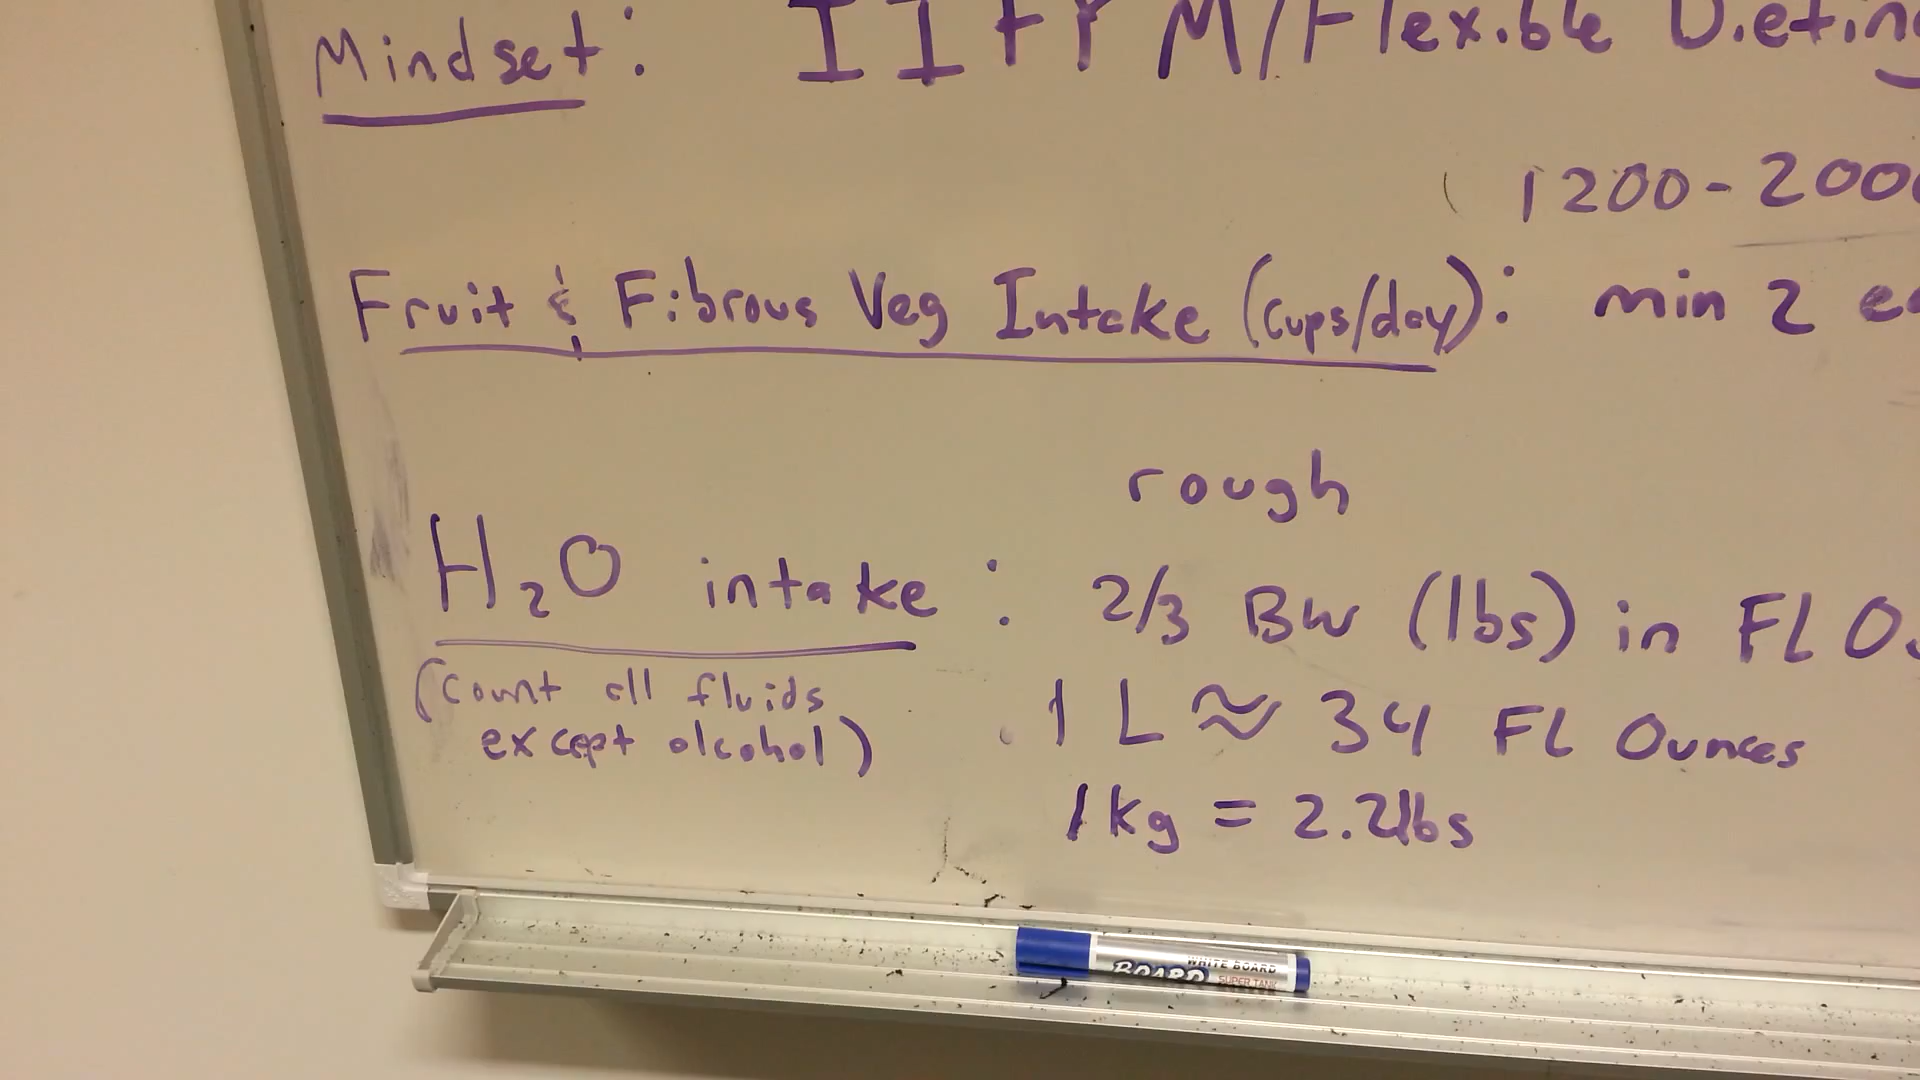 Mindset: IIFYM/Flexible Dieting
1200-2000
Fruit & Fibrous Veg Intake (cups/day): min 2 ea
rough
H₂O intake: 2/3 BW (lbs) in FL O
(count all fluids
except alcohol)
1 L ≈ 34 FL Ounces
1kg = 2.2lbs
WHITE BOARD
BOARD
SUPER TANK